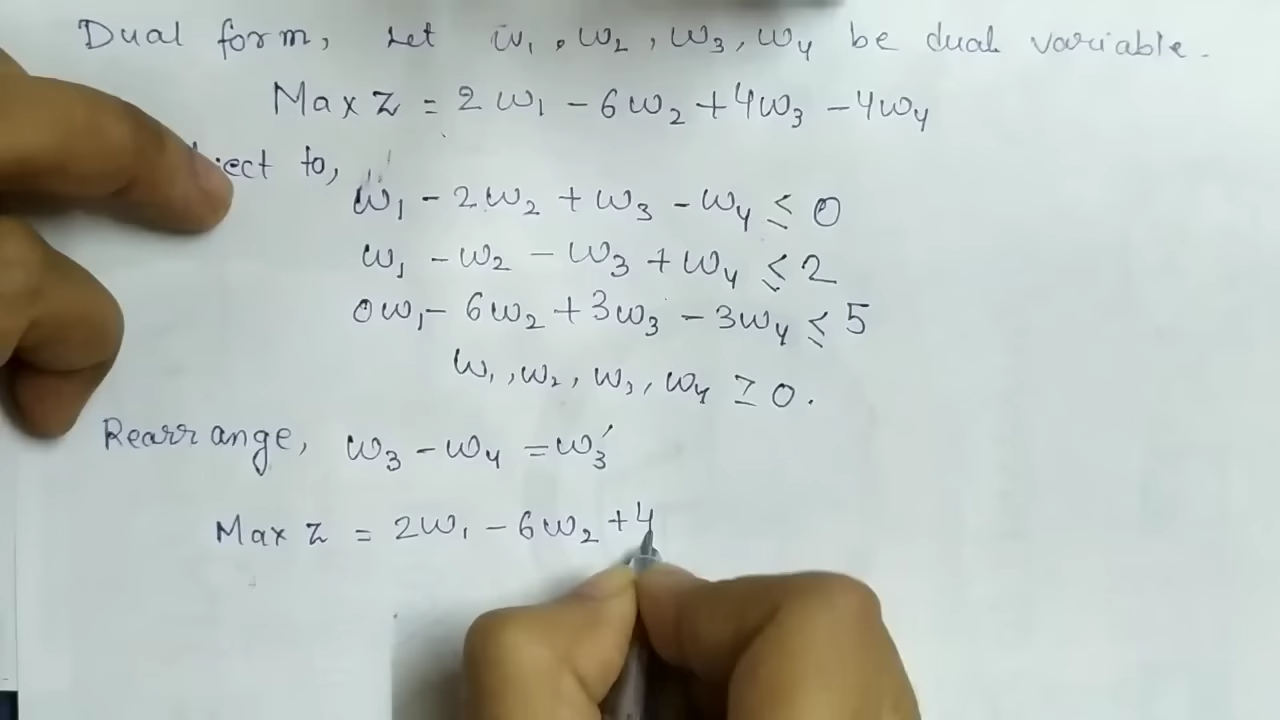 Dual form, Let w₁, w₂, w₃, w₄ be dual variable.
Max Z = 2w₁ - 6w₂ + 4w₃ - 4w₄
ject to,
w₁ - 2w₂ + w₃ - w₄ ≤ 0
w₁ - w₂ - w₃ + w₄ ≤ 2
0w₁ - 6w₂ + 3w₃ - 3w₄ ≤ 5
w₁, w₂, w₃, w₄ ≥ 0.
Rearrange, w₃ - w₄ = w₃′
Max Z = 2w₁ - 6w₂ + 4